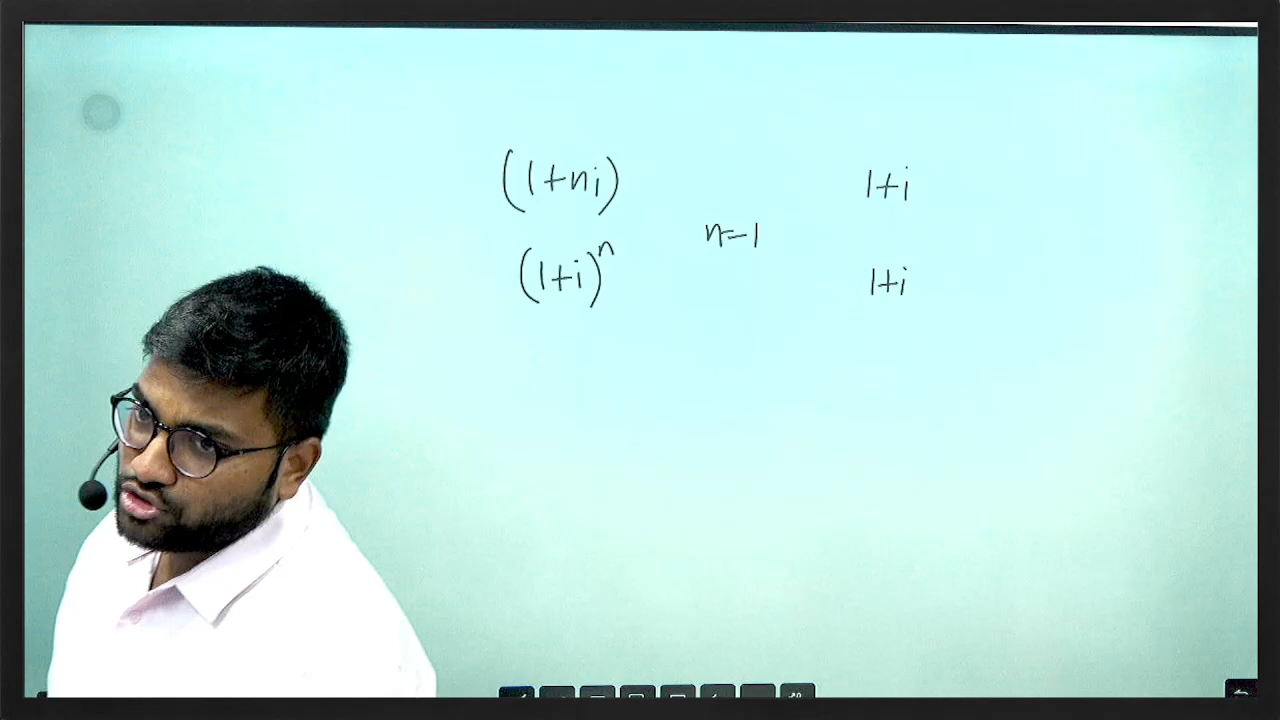 (1+ni)
1+i
n=1
(1+i)^n
1+i